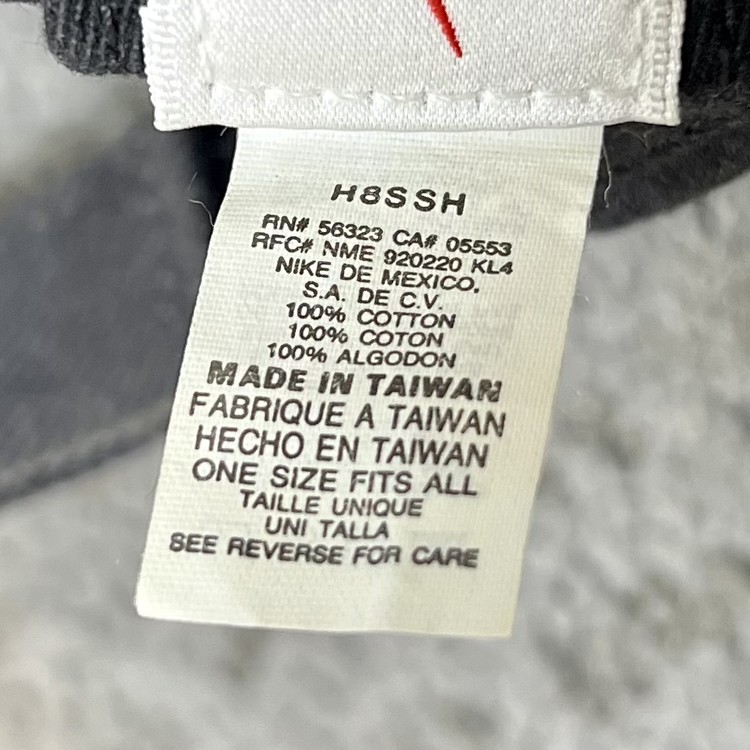 H8SSH
RN# 56323 CA# 05553
RFC# NME 920220 KL4
NIKE DE MEXICO,
S.A. DE C.V.
100% COTTON
100% COTON
100% ALGODON
MADE IN TAIWAN
FABRIQUE A TAIWAN
HECHO EN TAIWAN
ONE SIZE FITS ALL
TAILLE UNIQUE
UNI TALLA
SEE REVERSE FOR CARE